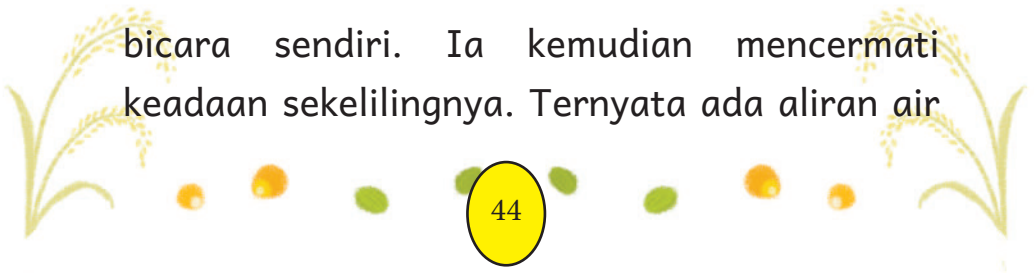 bicara sendiri. Ia kemudian mencermati
keadaan sekelilingnya. Ternyata ada aliran air
44